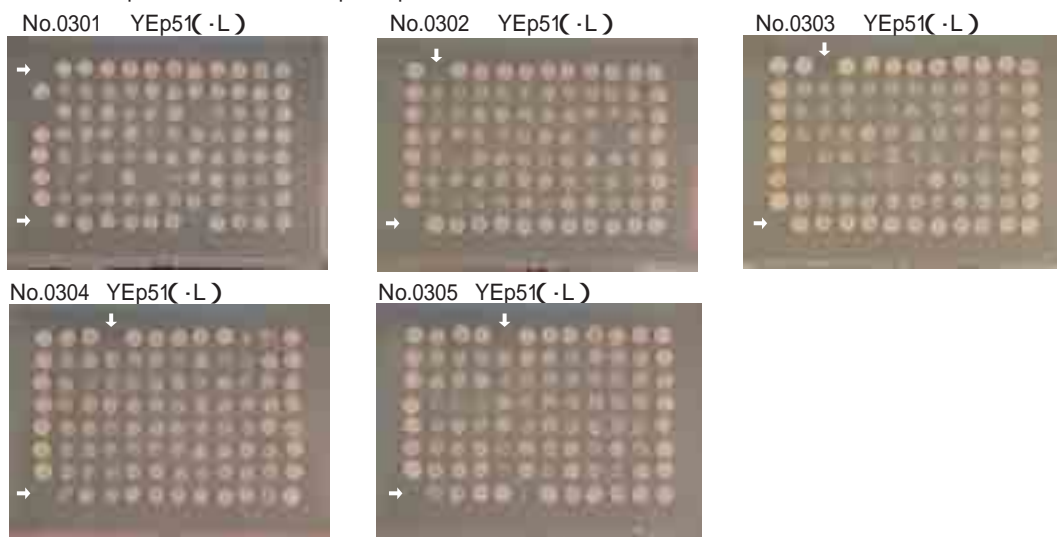 No.0301 YEp51( -L )
No.0302 YEp51( -L )
No.0303 YEp51( -L )
No.0304 YEp51( -L )
No.0305 YEp51( -L )